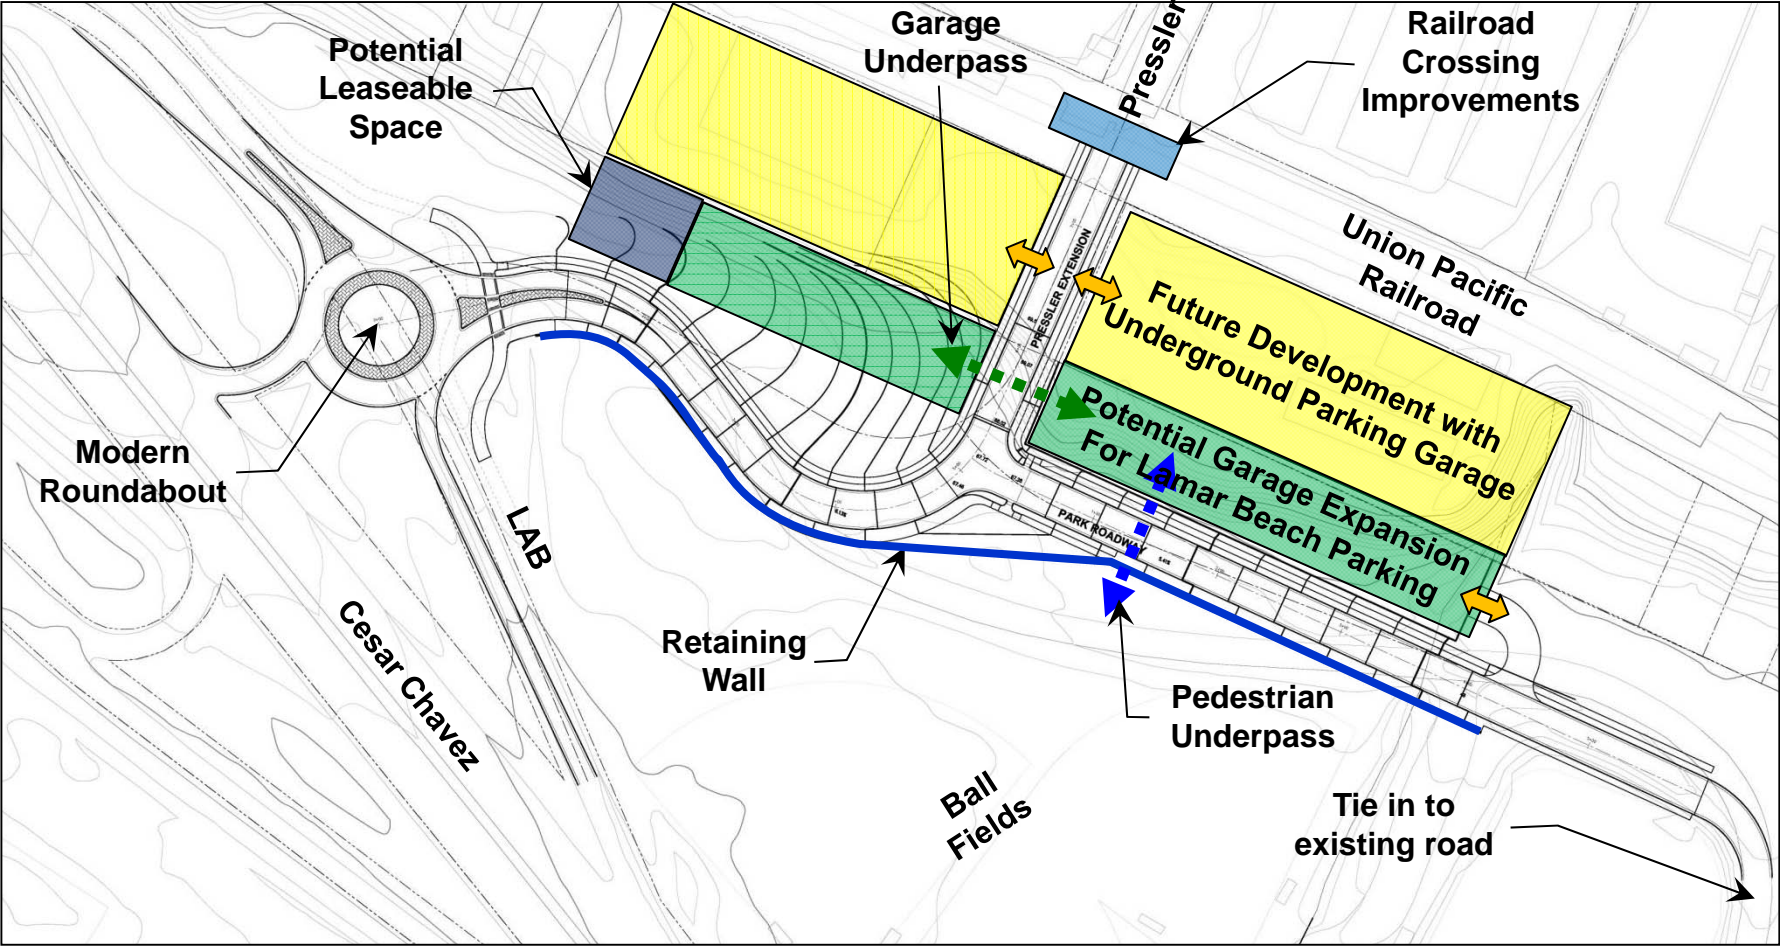 Potential
Leaseable
Space
Garage
Underpass
Pressler
Railroad
Crossing
Improvements
Union Pacific
Railroad
PRESSLER EXTENSION
Future Development with
Underground Parking Garage
Potential Garage Expansion
For Lamar Beach Parking
PARK ROADWAY
Modern
Roundabout
LAB
Cesar Chavez
Retaining
Wall
Pedestrian
Underpass
Ball
Fields
Tie in to
existing road